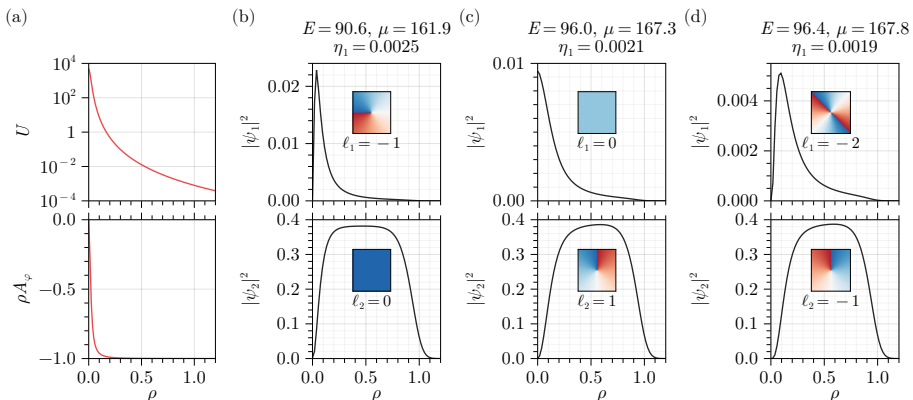 (a)
(b)
(c)
(d)
E = 90.6, μ = 161.9
η₁ = 0.0025
E = 96.0, μ = 167.3
η₁ = 0.0021
E = 96.4, μ = 167.8
η₁ = 0.0019
U
10⁴
10²
1
10⁻²
10⁻⁴
|ψ₁|²
0.02
0.01
0.00
ℓ₁ = −1
|ψ₁|²
0.01
0.00
ℓ₁ = 0
|ψ₁|²
0.004
0.002
0.000
ℓ₁ = −2
ρA_φ
0.0
−0.5
−1.0
0.0 0.5 1.0
ρ
|ψ₂|²
0.4
0.3
0.2
0.1
0.0
ℓ₂ = 0
0.0 0.5 1.0
ρ
|ψ₂|²
0.4
0.3
0.2
0.1
0.0
ℓ₂ = 1
0.0 0.5 1.0
ρ
|ψ₂|²
0.4
0.3
0.2
0.1
0.0
ℓ₂ = −1
0.0 0.5 1.0
ρ